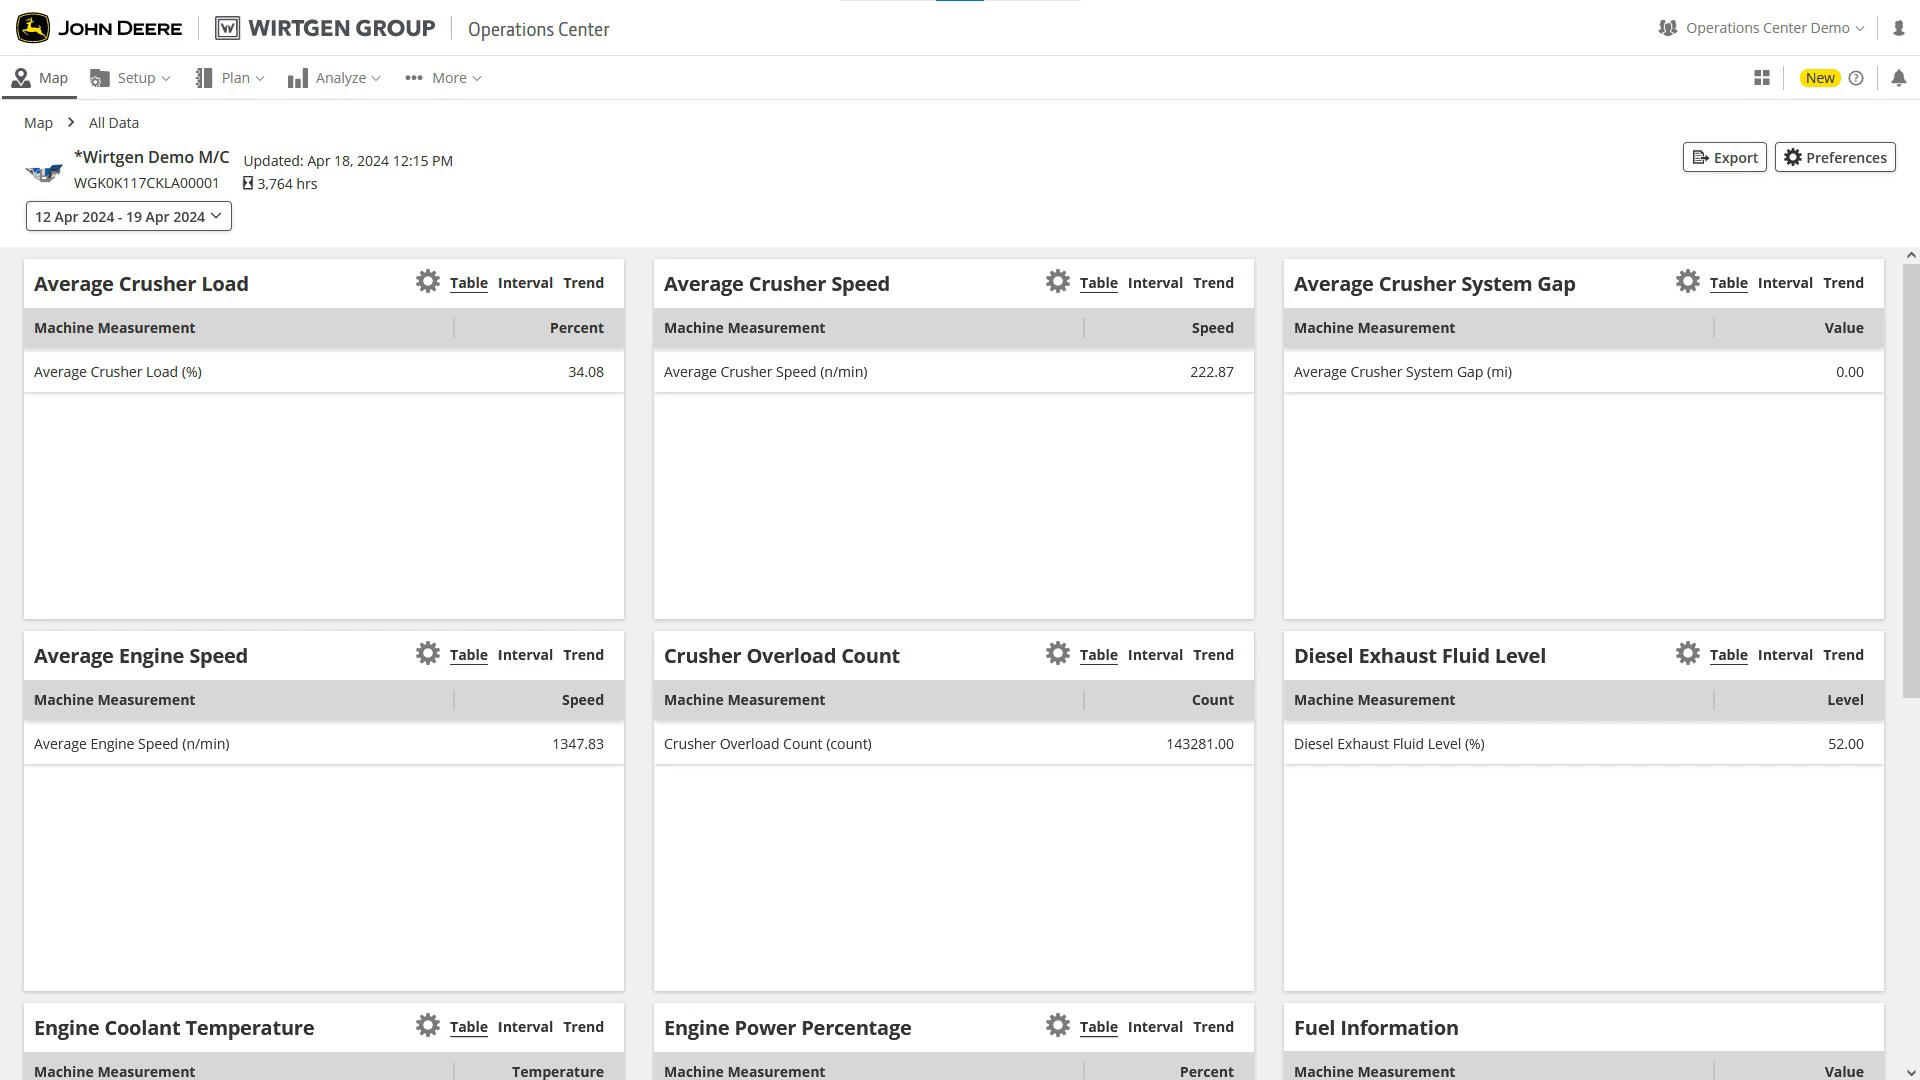 JOHN DEERE
WIRTGEN GROUP
Operations Center
Operations Center Demo
Map
Setup
Plan
Analyze
More
New
Map
All Data
*Wirtgen Demo M/C
Updated: Apr 18, 2024 12:15 PM
WGK0K117CKLA00001
3,764 hrs
Export
Preferences
12 Apr 2024 - 19 Apr 2024
Average Crusher Load
Table Interval Trend
Machine Measurement
Percent
Average Crusher Load (%)
34.08
Average Crusher Speed
Table Interval Trend
Machine Measurement
Speed
Average Crusher Speed (n/min)
222.87
Average Crusher System Gap
Table Interval Trend
Machine Measurement
Value
Average Crusher System Gap (mi)
0.00
Average Engine Speed
Table Interval Trend
Machine Measurement
Speed
Average Engine Speed (n/min)
1347.83
Crusher Overload Count
Table Interval Trend
Machine Measurement
Count
Crusher Overload Count (count)
143281.00
Diesel Exhaust Fluid Level
Table Interval Trend
Machine Measurement
Level
Diesel Exhaust Fluid Level (%)
52.00
Engine Coolant Temperature
Table Interval Trend
Machine Measurement
Temperature
Engine Power Percentage
Table Interval Trend
Machine Measurement
Percent
Fuel Information
Machine Measurement
Value